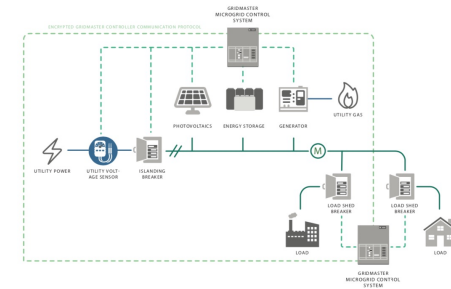 GRIDMASTER
MICROGRID CONTROL
SYSTEM
ENCRYPTED GRIDMASTER CONTROLLER COMMUNICATION PROTOCOL
PHOTOVOLTAICS
ENERGY STORAGE
GENERATOR
UTILITY GAS
M
UTILITY POWER
UTILITY VOLT-
AGE SENSOR
ISLANDING
BREAKER
LOAD SHED
BREAKER
LOAD SHED
BREAKER
LOAD
LOAD
GRIDMASTER
MICROGRID CONTROL
SYSTEM